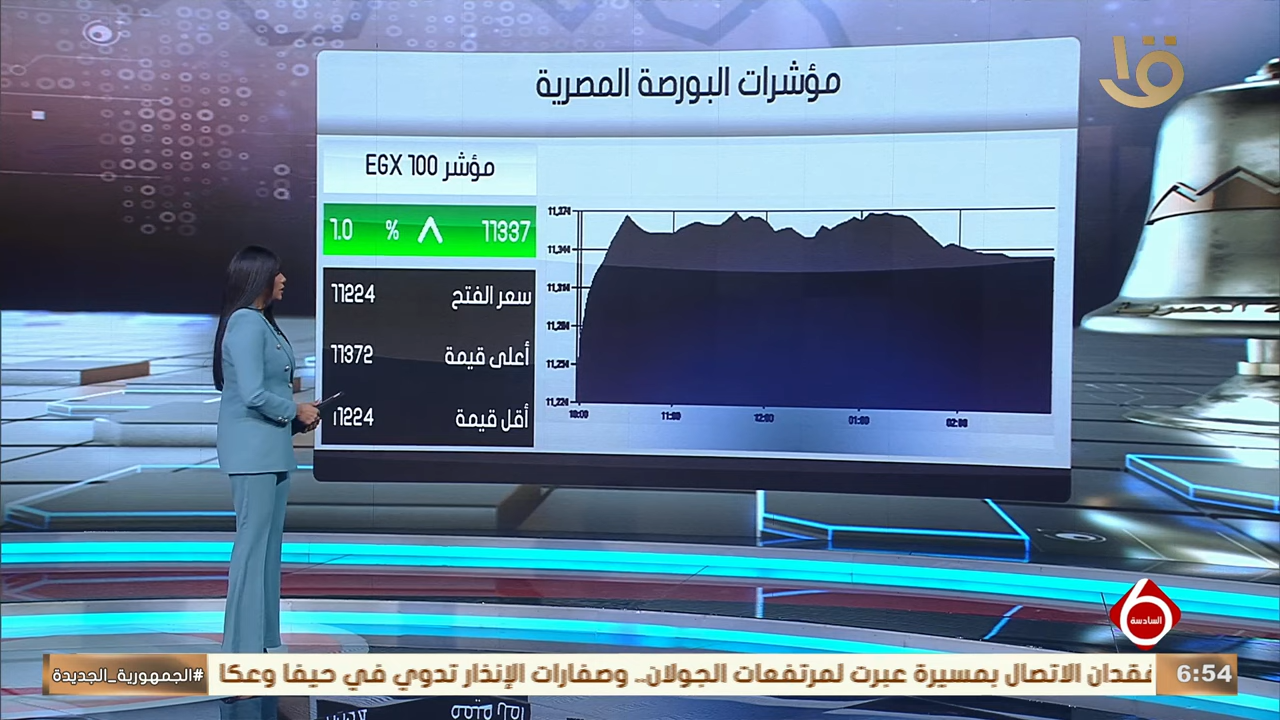 مؤشرات البورصة المصرية
مؤشر EGX 100
11337 % 1.0
سعر الفتح 11224
أعلى قيمة 11372
أقل قيمة 11224
11,374
11,344
11,314
11,284
11,254
11,224
10:00 11:00 12:00 01:00 02:00
السادسة
6:54 فقدان الاتصال بمسيرة عبرت لمرتفعات الجولان.. وصفارات الإنذار تدوي في حيفا وعكا #الجمهورية_الجديدة